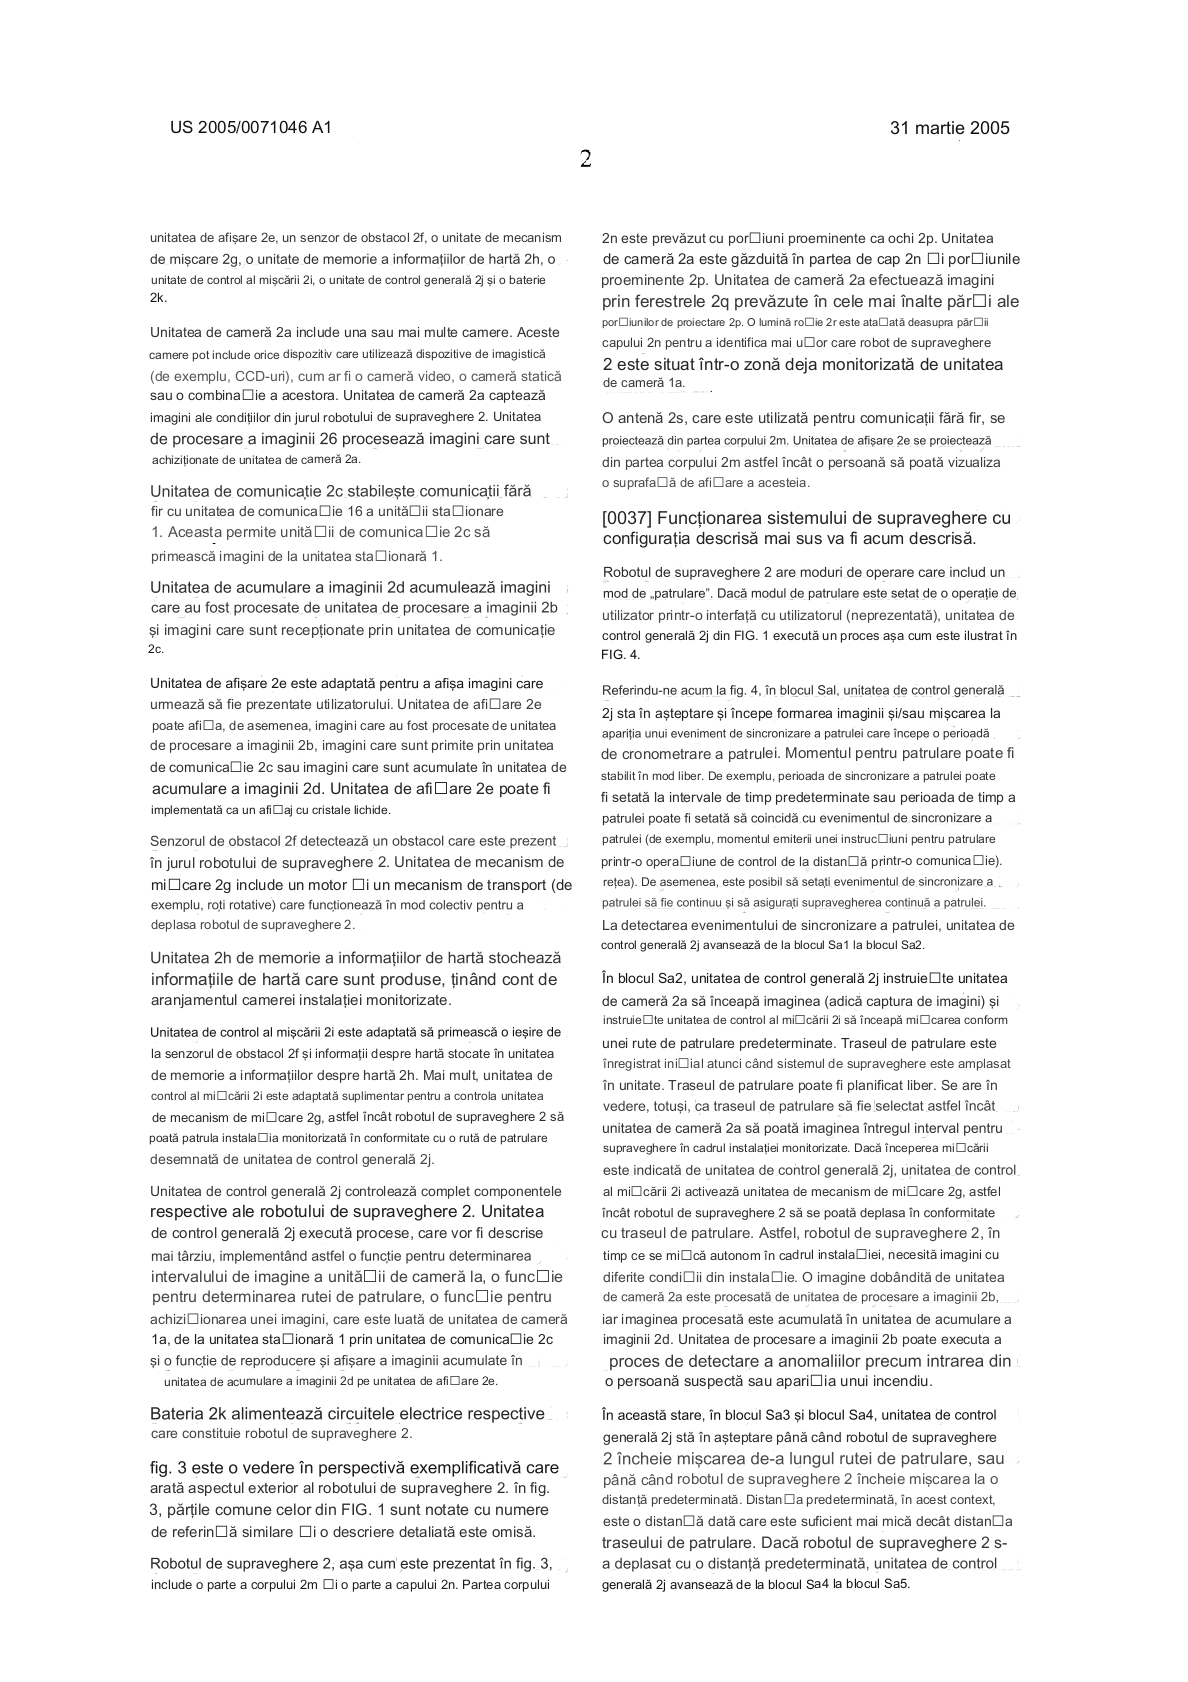 US 2005/0071046 A1
31 martie 2005
2
unitatea de afișare 2e, un senzor de obstacol 2f, o unitate de mecanism
de mișcare 2g, o unitate de memorie a informațiilor de hartă 2h, o
unitate de control al mișcării 2i, o unitate de control generală 2j și o baterie
2k.
Unitatea de cameră 2a include una sau mai multe camere. Aceste
camere pot include orice dispozitiv care utilizează dispozitive de imagistică
(de exemplu, CCD-uri), cum ar fi o cameră video, o cameră statică
sau o combina□ie a acestora. Unitatea de cameră 2a captează
imagini ale condițiilor din jurul robotului de supraveghere 2. Unitatea
de procesare a imaginii 26 procesează imagini care sunt
achiziționate de unitatea de cameră 2a.
Unitatea de comunicație 2c stabilește comunicații fără
fir cu unitatea de comunica□ie 16 a unită□ii sta□ionare
1. Aceasta permite unită□ii de comunica□ie 2c să
primească imagini de la unitatea sta□ionară 1.
Unitatea de acumulare a imaginii 2d acumulează imagini
care au fost procesate de unitatea de procesare a imaginii 2b
și imagini care sunt recepționate prin unitatea de comunicație
2c.
Unitatea de afișare 2e este adaptată pentru a afișa imagini care
urmează să fie prezentate utilizatorului. Unitatea de afi□are 2e
poate afi□a, de asemenea, imagini care au fost procesate de unitatea
de procesare a imaginii 2b, imagini care sunt primite prin unitatea
de comunica□ie 2c sau imagini care sunt acumulate în unitatea de
acumulare a imaginii 2d. Unitatea de afi□are 2e poate fi
implementată ca un afi□aj cu cristale lichide.
Senzorul de obstacol 2f detectează un obstacol care este prezent
în jurul robotului de supraveghere 2. Unitatea de mecanism de
mi□care 2g include un motor □i un mecanism de transport (de
exemplu, roți rotative) care funcționează în mod colectiv pentru a
deplasa robotul de supraveghere 2.
Unitatea 2h de memorie a informațiilor de hartă stochează
informațiile de hartă care sunt produse, ținând cont de
aranjamentul camerei instalației monitorizate.
Unitatea de control al mișcării 2i este adaptată să primească o ieșire de
la senzorul de obstacol 2f și informații despre hartă stocate în unitatea
de memorie a informațiilor despre hartă 2h. Mai mult, unitatea de
control al mi□cării 2i este adaptată suplimentar pentru a controla unitatea
de mecanism de mi□care 2g, astfel încât robotul de supraveghere 2 să
poată patrula instala□ia monitorizată în conformitate cu o rută de patrulare
desemnată de unitatea de control generală 2j.
Unitatea de control generală 2j controlează complet componentele
respective ale robotului de supraveghere 2. Unitatea
de control generală 2j execută procese, care vor fi descrise
mai târziu, implementând astfel o funcție pentru determinarea
intervalului de imagine a unită□ii de cameră la, o func□ie
pentru determinarea rutei de patrulare, o func□ie pentru
achizi□ionarea unei imagini, care este luată de unitatea de cameră
1a, de la unitatea sta□ionară 1 prin unitatea de comunica□ie 2c
și o funcție de reproducere și afișare a imaginii acumulate în
unitatea de acumulare a imaginii 2d pe unitatea de afi□are 2e.
Bateria 2k alimentează circuitele electrice respective
care constituie robotul de supraveghere 2.
fig. 3 este o vedere în perspectivă exemplificativă care
arată aspectul exterior al robotului de supraveghere 2. în fig.
3, părțile comune celor din FIG. 1 sunt notate cu numere
de referin□ă similare □i o descriere detaliată este omisă.
Robotul de supraveghere 2, așa cum este prezentat în fig. 3,
include o parte a corpului 2m □i o parte a capului 2n. Partea corpului
2n este prevăzut cu por□iuni proeminente ca ochi 2p. Unitatea
de cameră 2a este găzduită în partea de cap 2n □i por□iunile
proeminente 2p. Unitatea de cameră 2a efectuează imagini
prin ferestrele 2q prevăzute în cele mai înalte păr□i ale
por□iunilor de proiectare 2p. O lumină ro□ie 2r este ata□ată deasupra păr□ii
capului 2n pentru a identifica mai u□or care robot de supraveghere
2 este situat într-o zonă deja monitorizată de unitatea
de cameră 1a.
O antenă 2s, care este utilizată pentru comunicații fără fir, se
proiectează din partea corpului 2m. Unitatea de afișare 2e se proiectează
din partea corpului 2m astfel încât o persoană să poată vizualiza
o suprafa□ă de afi□are a acesteia.
[0037] Funcționarea sistemului de supraveghere cu
configurația descrisă mai sus va fi acum descrisă.
Robotul de supraveghere 2 are moduri de operare care includ un
mod de „patrulare”. Dacă modul de patrulare este setat de o operație de
utilizator printr-o interfață cu utilizatorul (neprezentată), unitatea de
control generală 2j din FIG. 1 execută un proces așa cum este ilustrat în
FIG. 4.
Referindu-ne acum la fig. 4, în blocul Sal, unitatea de control generală
2j sta în așteptare și începe formarea imaginii și/sau mișcarea la
apariția unui eveniment de sincronizare a patrulei care începe o perioadă
de cronometrare a patrulei. Momentul pentru patrulare poate fi
stabilit în mod liber. De exemplu, perioada de sincronizare a patrulei poate
fi setată la intervale de timp predeterminate sau perioada de timp a
patrulei poate fi setată să coincidă cu evenimentul de sincronizare a
patrulei (de exemplu, momentul emiterii unei instruc□iuni pentru patrulare
printr-o opera□iune de control de la distan□ă printr-o comunica□ie).
rețea). De asemenea, este posibil să setați evenimentul de sincronizare a
patrulei să fie continuu și să asigurați supravegherea continuă a patrulei.
La detectarea evenimentului de sincronizare a patrulei, unitatea de
control generală 2j avansează de la blocul Sa1 la blocul Sa2.
În blocul Sa2, unitatea de control generală 2j instruie□te unitatea
de cameră 2a să înceapă imaginea (adică captura de imagini) și
instruie□te unitatea de control al mi□cării 2i să înceapă mi□carea conform
unei rute de patrulare predeterminate. Traseul de patrulare este
înregistrat ini□ial atunci când sistemul de supraveghere este amplasat
în unitate. Traseul de patrulare poate fi planificat liber. Se are în
vedere, totuși, ca traseul de patrulare să fie selectat astfel încât
unitatea de cameră 2a să poată imaginea întregul interval pentru
supraveghere în cadrul instalației monitorizate. Dacă începerea mi□cării
este indicată de unitatea de control generală 2j, unitatea de control
al mi□cării 2i activează unitatea de mecanism de mi□care 2g, astfel
încât robotul de supraveghere 2 să se poată deplasa în conformitate
cu traseul de patrulare. Astfel, robotul de supraveghere 2, în
timp ce se mi□că autonom în cadrul instala□iei, necesită imagini cu
diferite condi□ii din instala□ie. O imagine dobândită de unitatea
de cameră 2a este procesată de unitatea de procesare a imaginii 2b,
iar imaginea procesată este acumulată în unitatea de acumulare a
imaginii 2d. Unitatea de procesare a imaginii 2b poate executa a
proces de detectare a anomaliilor precum intrarea din
o persoană suspectă sau apari□ia unui incendiu.
În această stare, în blocul Sa3 și blocul Sa4, unitatea de control
generală 2j stă în așteptare până când robotul de supraveghere
2 încheie mișcarea de-a lungul rutei de patrulare, sau
până când robotul de supraveghere 2 încheie mișcarea la o
distanță predeterminată. Distan□a predeterminată, în acest context,
este o distan□ă dată care este suficient mai mică decât distan□a
traseului de patrulare. Dacă robotul de supraveghere 2 s-
a deplasat cu o distanță predeterminată, unitatea de control
generală 2j avansează de la blocul Sa4 la blocul Sa5.